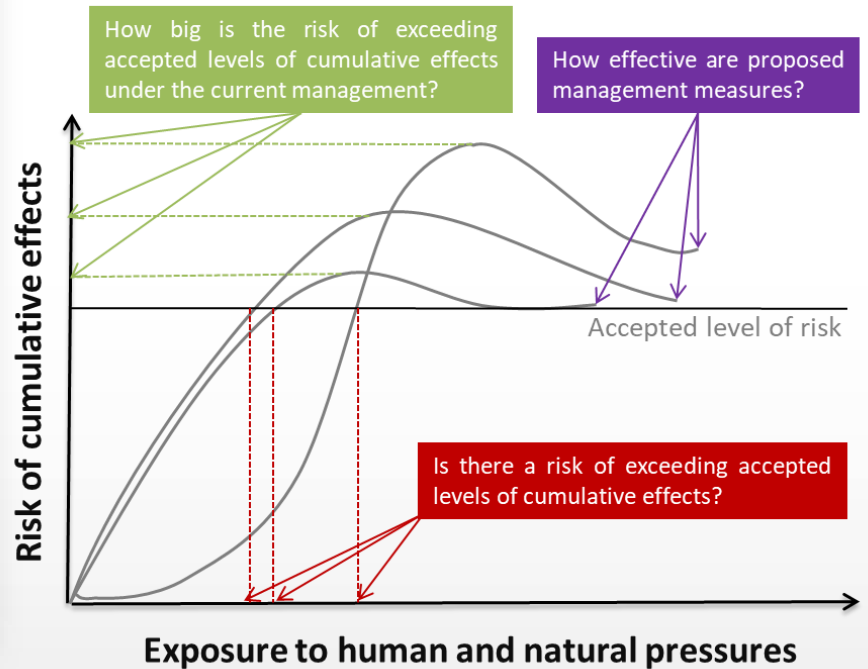 How big is the risk of exceeding
accepted levels of cumulative effects
under the current management?
How effective are proposed
management measures?
Risk of cumulative effects
Accepted level of risk
Is there a risk of exceeding accepted
levels of cumulative effects?
Exposure to human and natural pressures